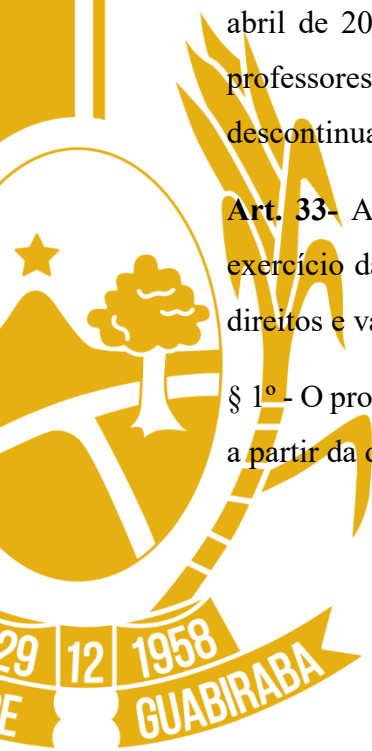 abril de 20
professores
descontinua
Art. 33- A
exercício da
direitos e va
§ 1º - O pro
a partir da d
29 12 1958
E GUABIRABA